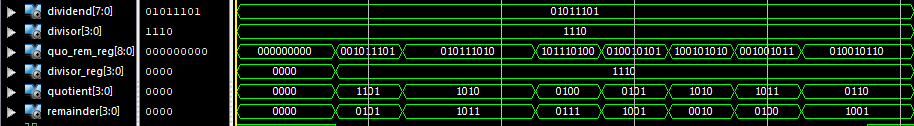 dividend[7:0] 01011101 01011101
divisor[3:0] 1110 1110
quo_rem_reg[8:0] 000000000 000000000 001011101 010111010 101110100 010010101 100101010 001001011 010010110
divisor_reg[3:0] 0000 0000 1110
quotient[3:0] 0000 0000 1101 1010 0100 0101 1010 1011 0110
remainder[3:0] 0000 0000 0101 1011 0111 1001 0010 0100 1001